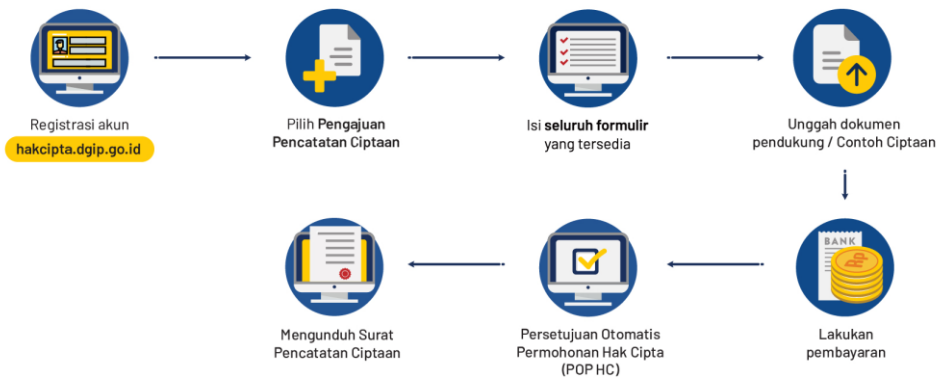 Registrasi akun
hakcipta.dgip.go.id
Pilih Pengajuan
Pencatatan Ciptaan
Isi seluruh formulir
yang tersedia
Unggah dokumen
pendukung / Contoh Ciptaan
BANK
Rp
Lakukan
pembayaran
Persetujuan Otomatis
Permohonan Hak Cipta
(POP HC)
Mengunduh Surat
Pencatatan Ciptaan